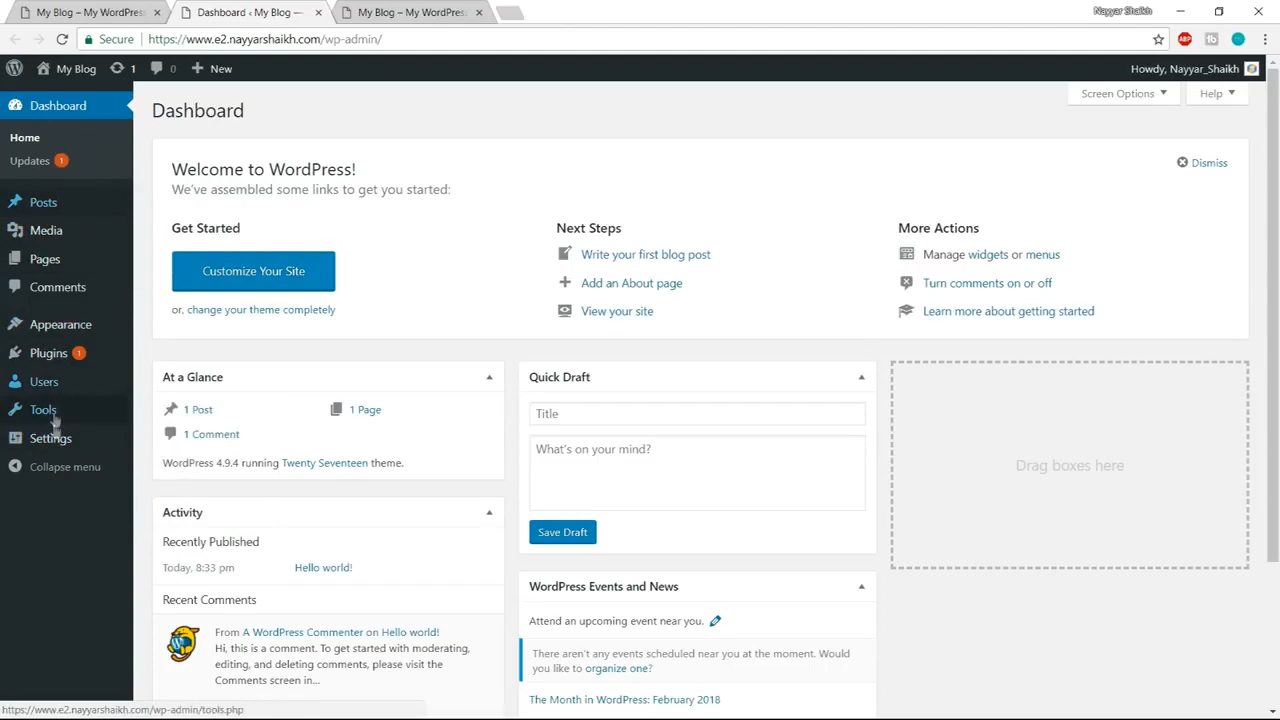 My Blog – My WordPress
Dashboard ‹ My Blog —
My Blog – My WordPress
Nayyar Shaikh
Secure
https://www.e2.nayyarshaikh.com/wp-admin/
ABP
My Blog
1
0
New
Howdy, Nayyar_Shaikh
Dashboard
Home
Updates 1
Posts
Media
Pages
Comments
Appearance
Plugins 1
Users
Tools
Settings
Collapse menu
Dashboard
Screen Options
Help
Welcome to WordPress!
We've assembled some links to get you started:
Dismiss
Get Started
Customize Your Site
or, change your theme completely
Next Steps
Write your first blog post
Add an About page
View your site
More Actions
Manage widgets or menus
Turn comments on or off
Learn more about getting started
At a Glance
1 Post
1 Page
1 Comment
WordPress 4.9.4 running Twenty Seventeen theme.
Activity
Recently Published
Today, 8:33 pm
Hello world!
Recent Comments
From A WordPress Commenter on Hello world!
Hi, this is a comment. To get started with moderating,
editing, and deleting comments, please visit the
Comments screen in…
Quick Draft
Title
What's on your mind?
Save Draft
WordPress Events and News
Attend an upcoming event near you.
There aren't any events scheduled near you at the moment. Would
you like to organize one?
The Month in WordPress: February 2018
Drag boxes here
https://www.e2.nayyarshaikh.com/wp-admin/tools.php